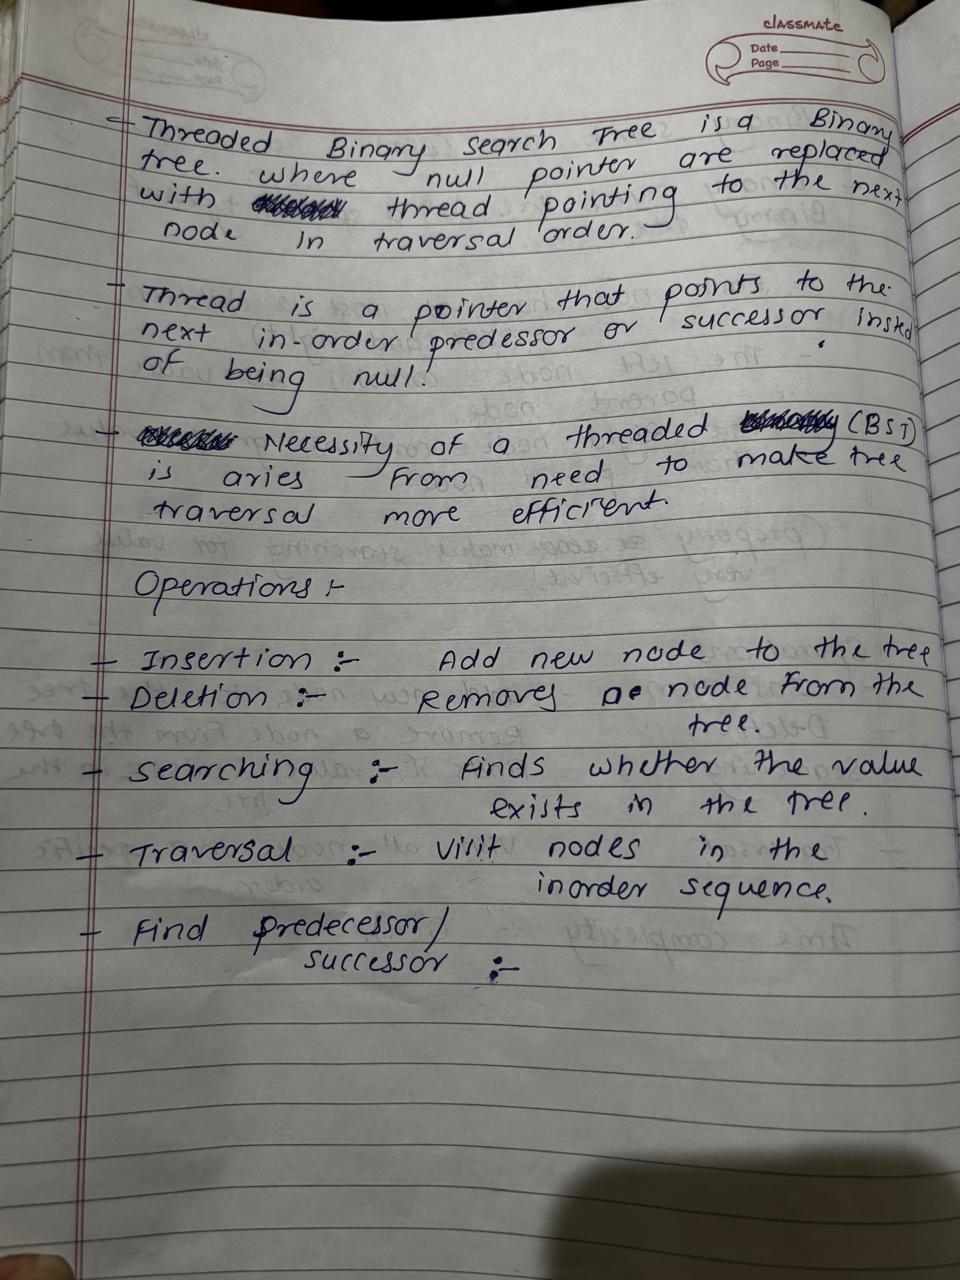 classmate
Date
Page
- Threaded Binary Search Tree is a Binary
tree. where null pointer are replaced
with thread pointing to the next
node in traversal order.
- Thread is a pointer that points to the
next in-order predessor or successor insted
of being null.
- Necessity of a threaded (BST)
is aries from need to make tree
traversal more efficient.
Operations :-
- Insertion :- Add new node to the tree
- Deletion :- Removes a node from the
tree.
- Searching :- Finds whether the value
exists in the tree.
- Traversal :- Visit nodes in the
inorder sequence.
- Find predecessor/
successor :-